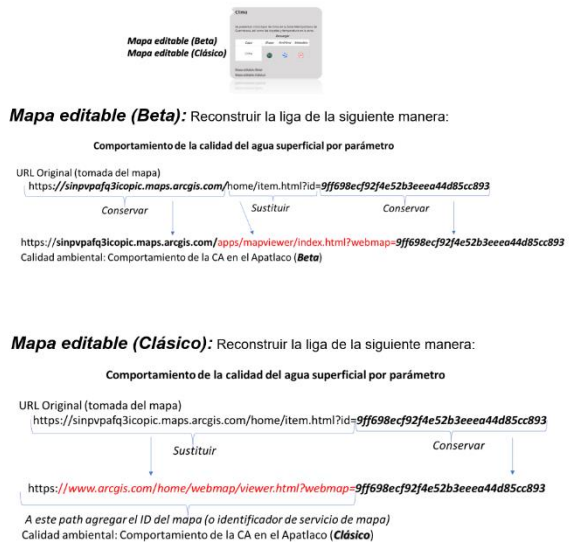 Clima
Mapa editable (Beta)
Mapa editable (Clásico)
Mapa editable (Beta): Reconstruir la liga de la siguiente manera:
Comportamiento de la calidad del agua superficial por parámetro
URL Original (tomada del mapa)
https://sinpvpafq3icopic.maps.arcgis.com/home/item.html?id=9ff698ecf92f4e52b3eeea44d85cc893
Conservar Sustituir Conservar
https://sinpvpafq3icopic.maps.arcgis.com/apps/mapviewer/index.html?webmap=9ff698ecf92f4e52b3eeea44d85cc893
Calidad ambiental: Comportamiento de la CA en el Apatlaco (Beta)
Mapa editable (Clásico): Reconstruir la liga de la siguiente manera:
Comportamiento de la calidad del agua superficial por parámetro
URL Original (tomada del mapa)
https://sinpvpafq3icopic.maps.arcgis.com/home/item.html?id=9ff698ecf92f4e52b3eeea44d85cc893
Sustituir Conservar
https://www.arcgis.com/home/webmap/viewer.html?webmap=9ff698ecf92f4e52b3eeea44d85cc893
A este path agregar el ID del mapa (o identificador de servicio de mapa)
Calidad ambiental: Comportamiento de la CA en el Apatlaco (Clásico)